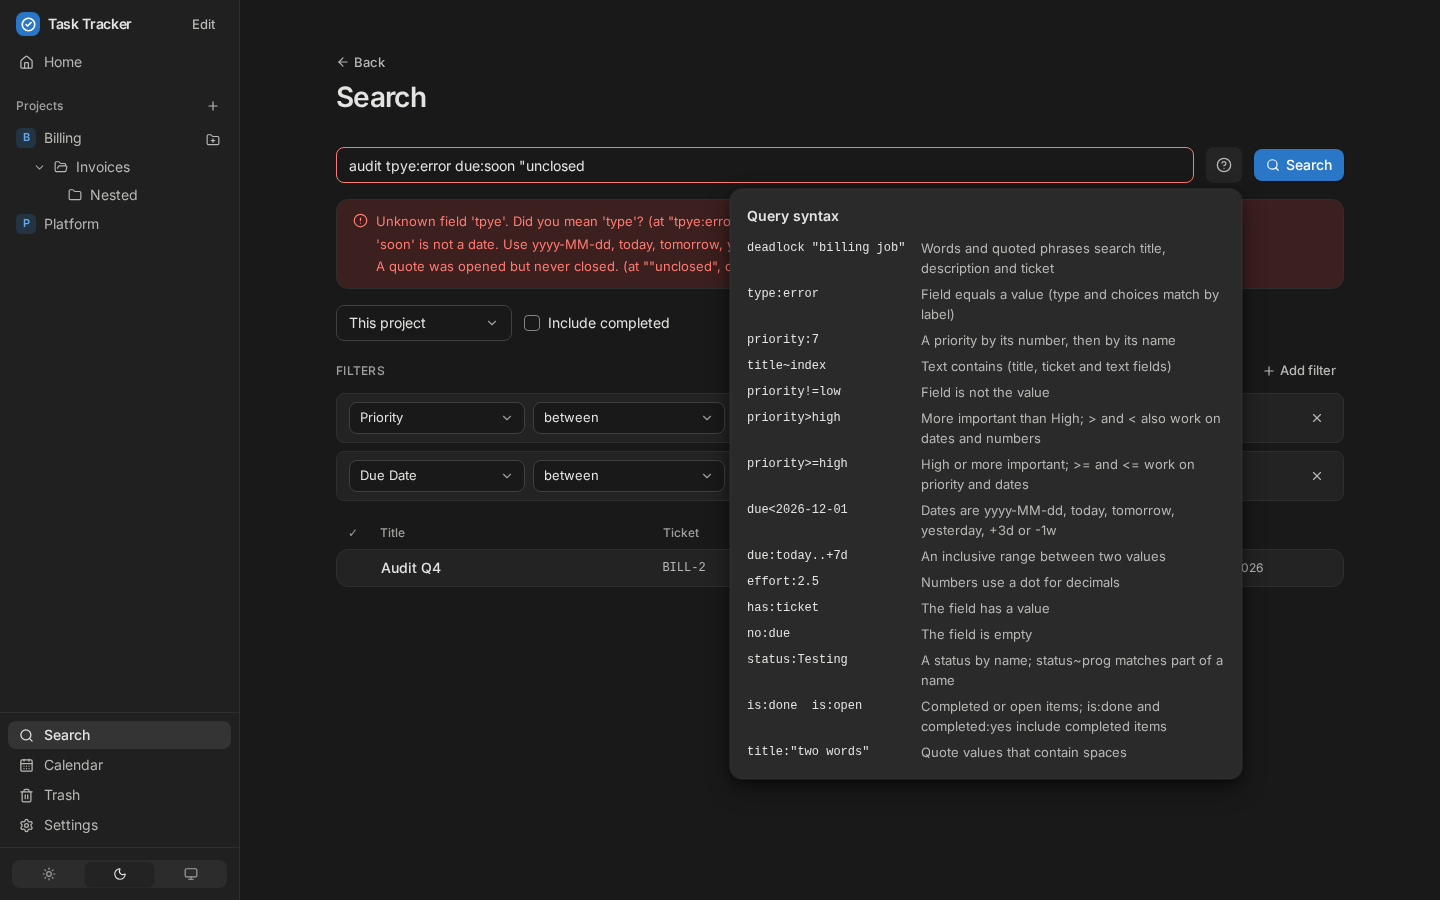 Task Tracker
Edit
Home
Projects
B Billing
Invoices
Nested
P Platform
Search
Calendar
Trash
Settings
Back
Search
audit tpye:error due:soon "unclosed
Search
Unknown field 'tpye'. Did you mean 'type'? (at "tpye:erro
'soon' is not a date. Use yyyy-MM-dd, today, tomorrow,
A quote was opened but never closed. (at ""unclosed",
This project
Include completed
FILTERS
Add filter
Priority
between
Due Date
between
✓ Title Ticket
Audit Q4 BILL-2 026
Query syntax
deadlock "billing job" Words and quoted phrases search title,
description and ticket
type:error Field equals a value (type and choices match by
label)
priority:7 A priority by its number, then by its name
title~index Text contains (title, ticket and text fields)
priority!=low Field is not the value
priority>high More important than High; > and < also work on
dates and numbers
priority>=high High or more important; >= and <= work on
priority and dates
due<2026-12-01 Dates are yyyy-MM-dd, today, tomorrow,
yesterday, +3d or -1w
due:today..+7d An inclusive range between two values
effort:2.5 Numbers use a dot for decimals
has:ticket The field has a value
no:due The field is empty
status:Testing A status by name; status~prog matches part of a
name
is:done is:open Completed or open items; is:done and
completed:yes include completed items
title:"two words" Quote values that contain spaces